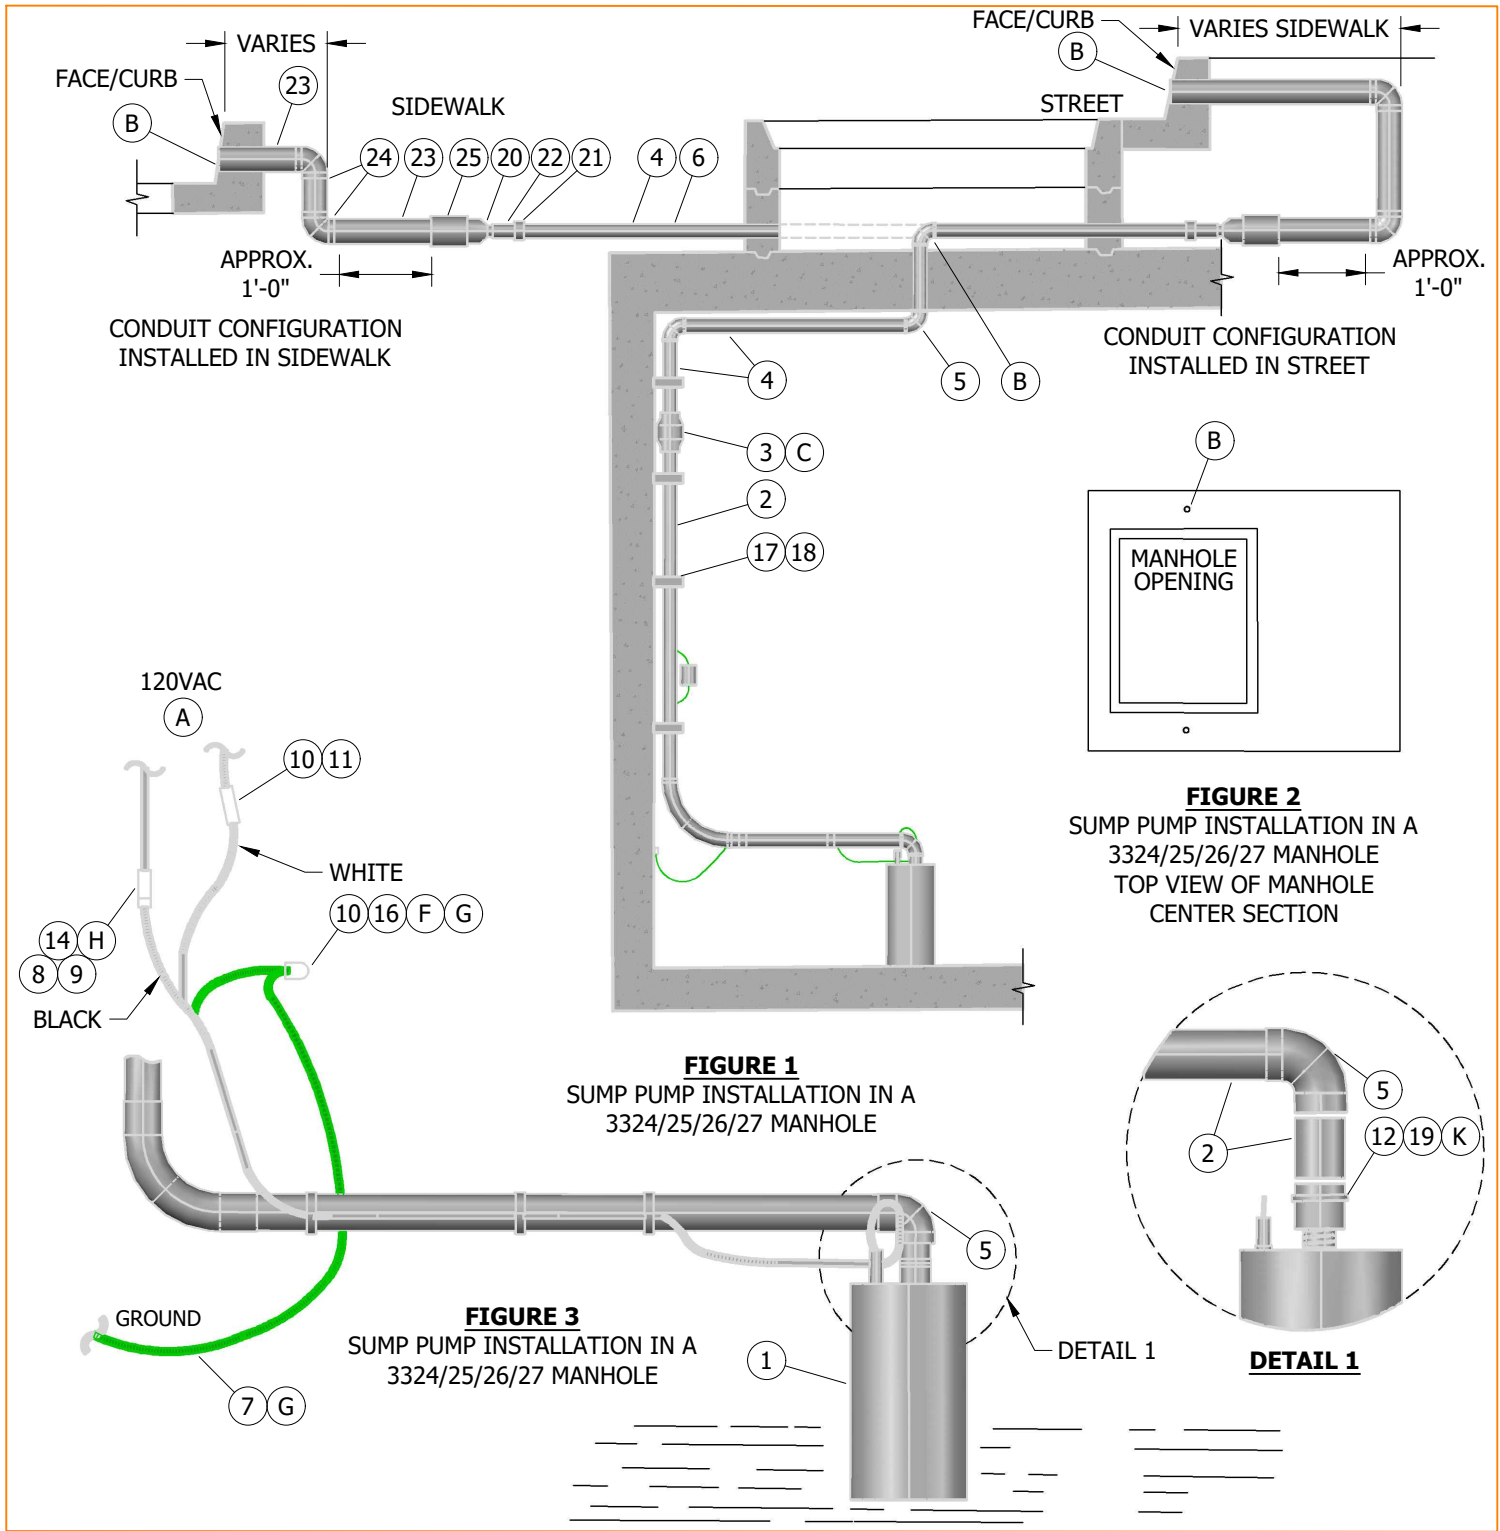 VARIES
FACE/CURB
23
B
SIDEWALK
24 23 25 20 22 21 4 6
APPROX.
1'-0"
CONDUIT CONFIGURATION
INSTALLED IN SIDEWALK
FACE/CURB
VARIES SIDEWALK
B
STREET
APPROX.
1'-0"
CONDUIT CONFIGURATION
INSTALLED IN STREET
4
5
B
3 C
2
17 18
B
MANHOLE
OPENING
FIGURE 2
SUMP PUMP INSTALLATION IN A
3324/25/26/27 MANHOLE
TOP VIEW OF MANHOLE
CENTER SECTION
120VAC
A
10 11
WHITE
10 16 F G
14 H
8 9
BLACK
FIGURE 1
SUMP PUMP INSTALLATION IN A
3324/25/26/27 MANHOLE
5
2
12 19 K
DETAIL 1
5
GROUND
FIGURE 3
SUMP PUMP INSTALLATION IN A
3324/25/26/27 MANHOLE
7 G
1
DETAIL 1